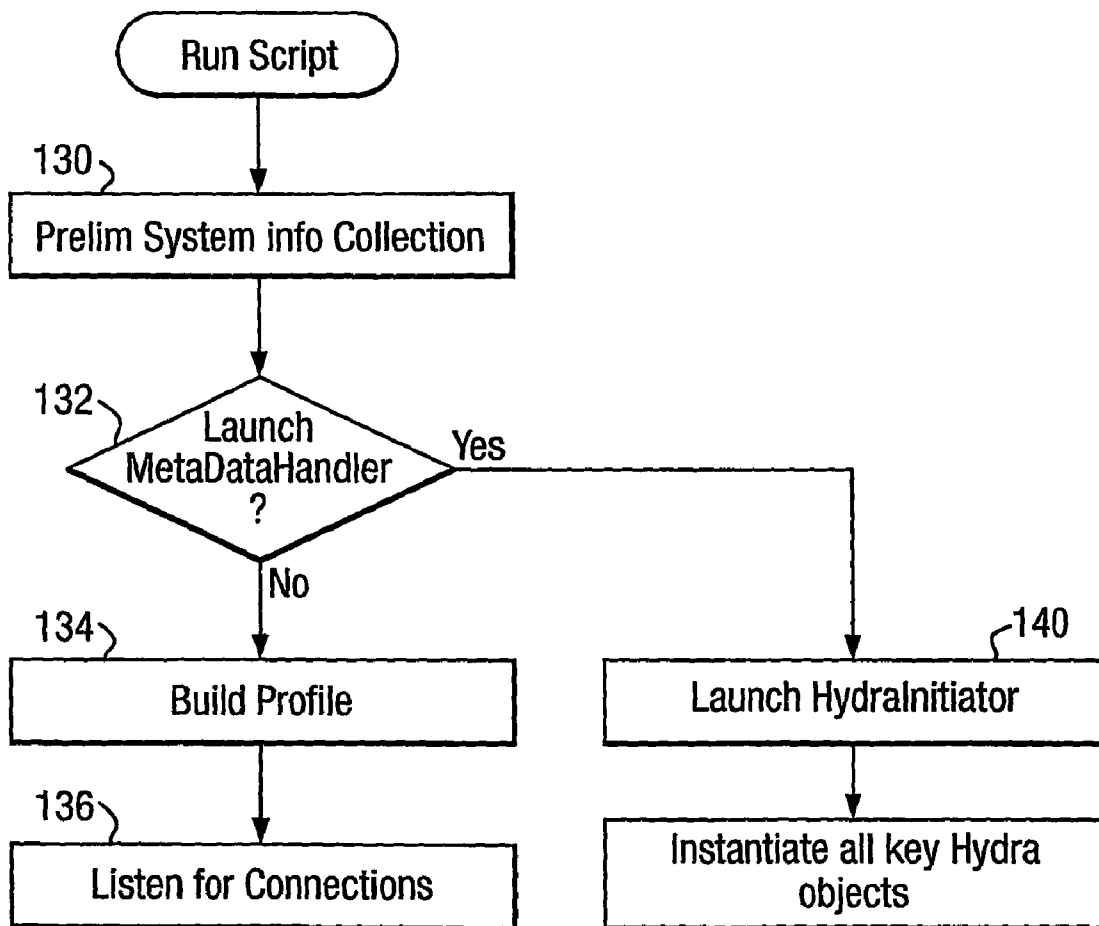 Run Script
130
Prelim System info Collection
132
Launch
MetaDataHandler
?
Yes
No
134
140
Build Profile
Launch HydraInitiator
136
Listen for Connections
Instantiate all key Hydra
objects